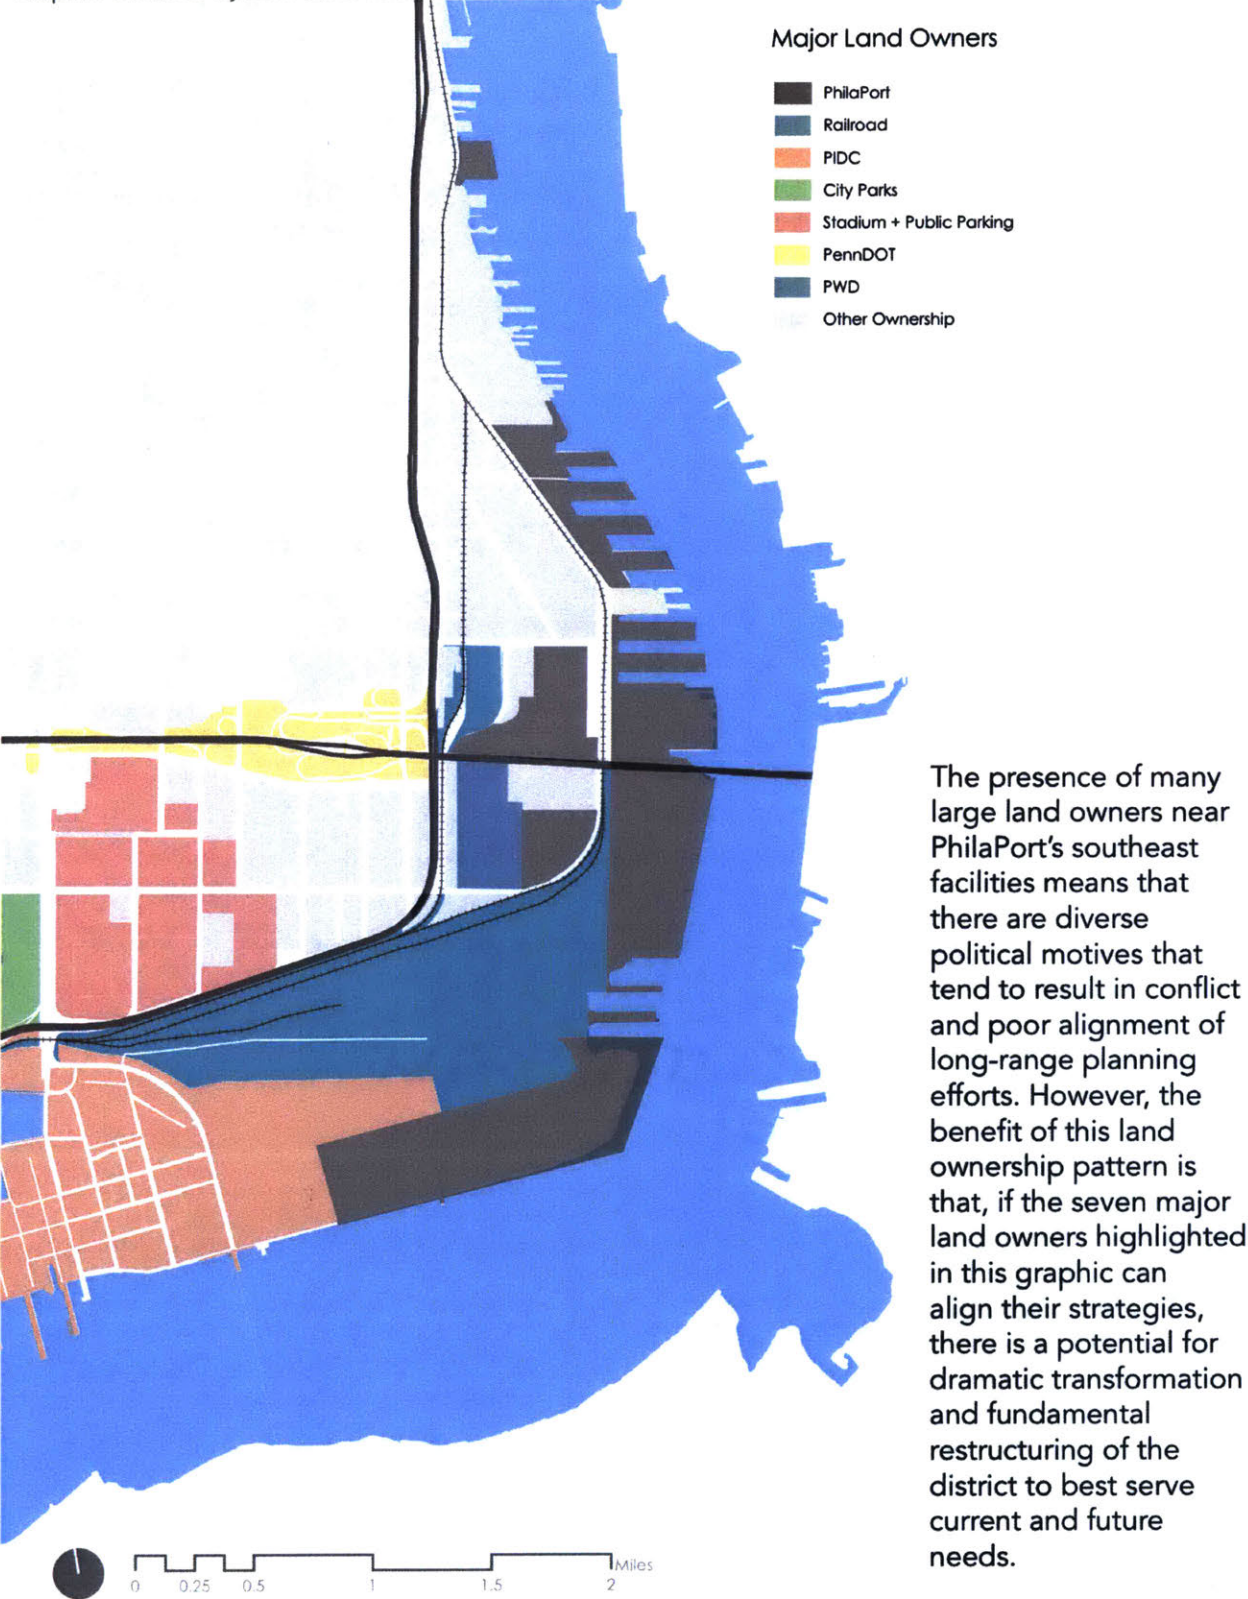 Major Land Owners
PhilaPort
Railroad
PIDC
City Parks
Stadium + Public Parking
PennDOT
PWD
Other Ownership
The presence of many
large land owners near
PhilaPort's southeast
facilities means that
there are diverse
political motives that
tend to result in conflict
and poor alignment of
long-range planning
efforts. However, the
benefit of this land
ownership pattern is
that, if the seven major
land owners highlighted
in this graphic can
align their strategies,
there is a potential for
dramatic transformation
and fundamental
restructuring of the
district to best serve
current and future
needs.
Miles
0 0.25 0.5 1 1.5 2